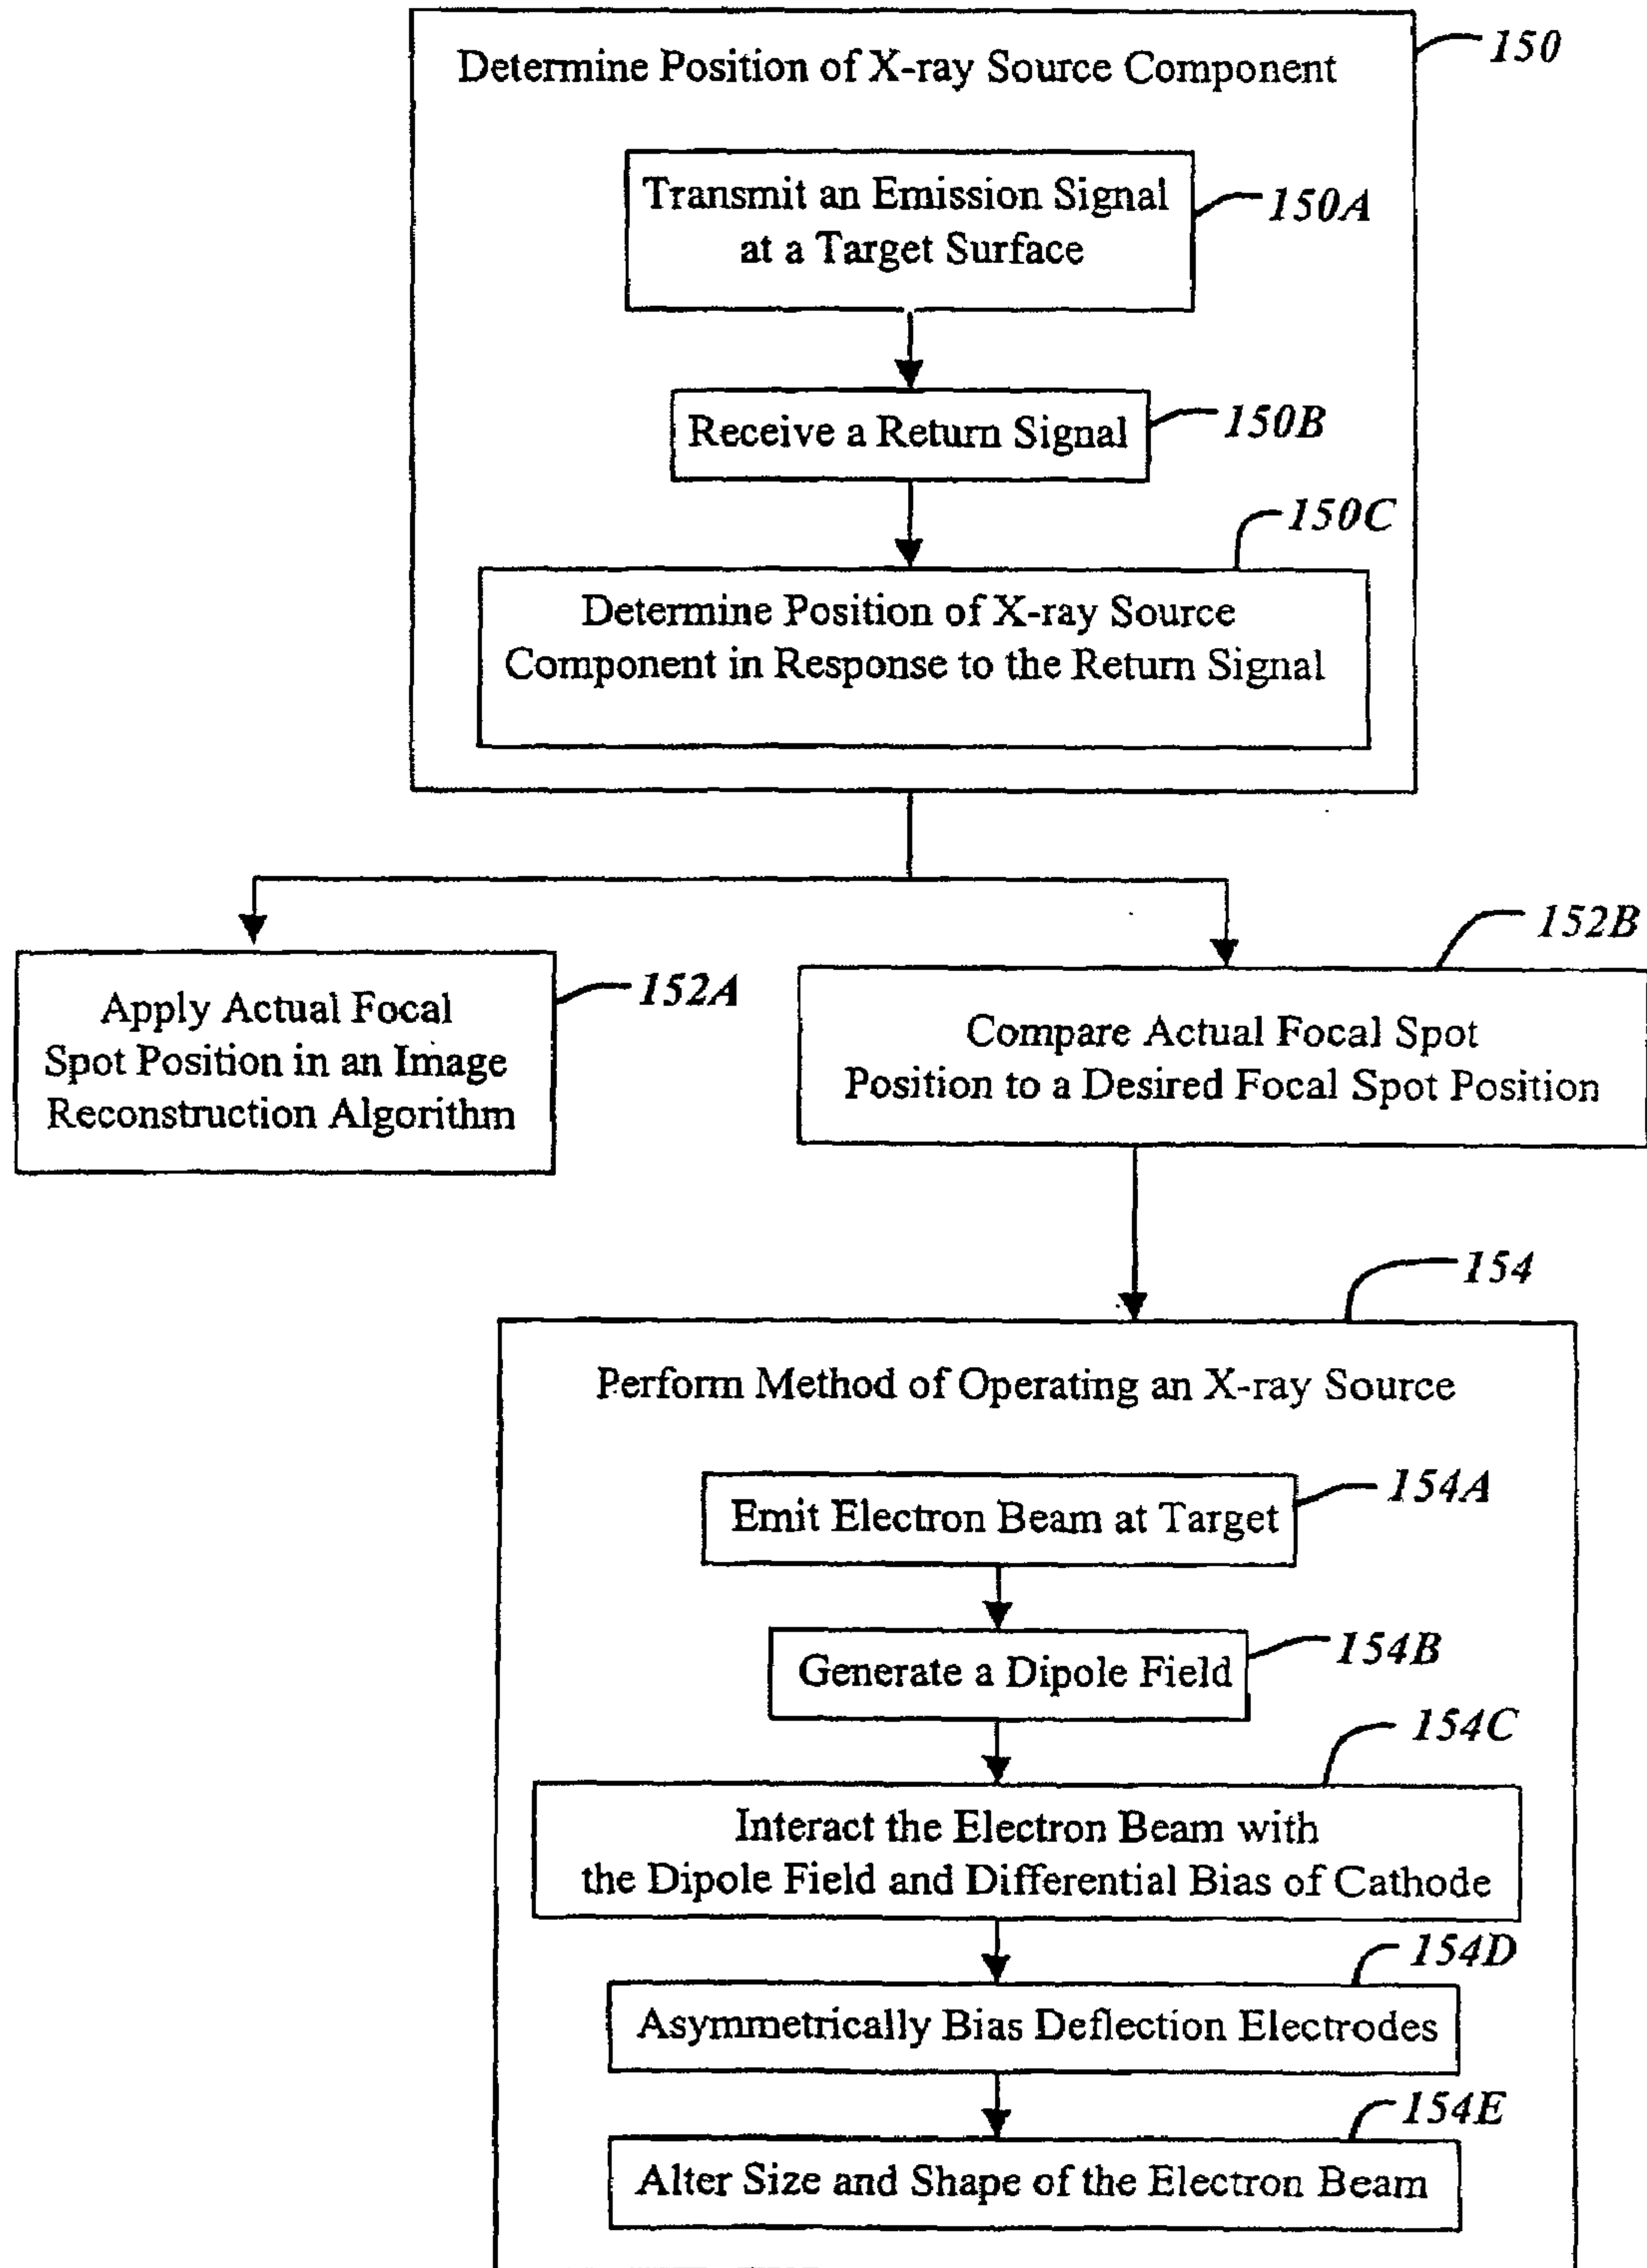 Determine Position of X-ray Source Component
150
Transmit an Emission Signal
at a Target Surface
150A
Receive a Return Signal
150B
150C
Determine Position of X-ray Source
Component in Response to the Return Signal
152B
152A
Apply Actual Focal
Spot Position in an Image
Reconstruction Algorithm
Compare Actual Focal Spot
Position to a Desired Focal Spot Position
154
Perform Method of Operating an X-ray Source
154A
Emit Electron Beam at Target
154B
Generate a Dipole Field
154C
Interact the Electron Beam with
the Dipole Field and Differential Bias of Cathode
154D
Asymmetrically Bias Deflection Electrodes
154E
Alter Size and Shape of the Electron Beam